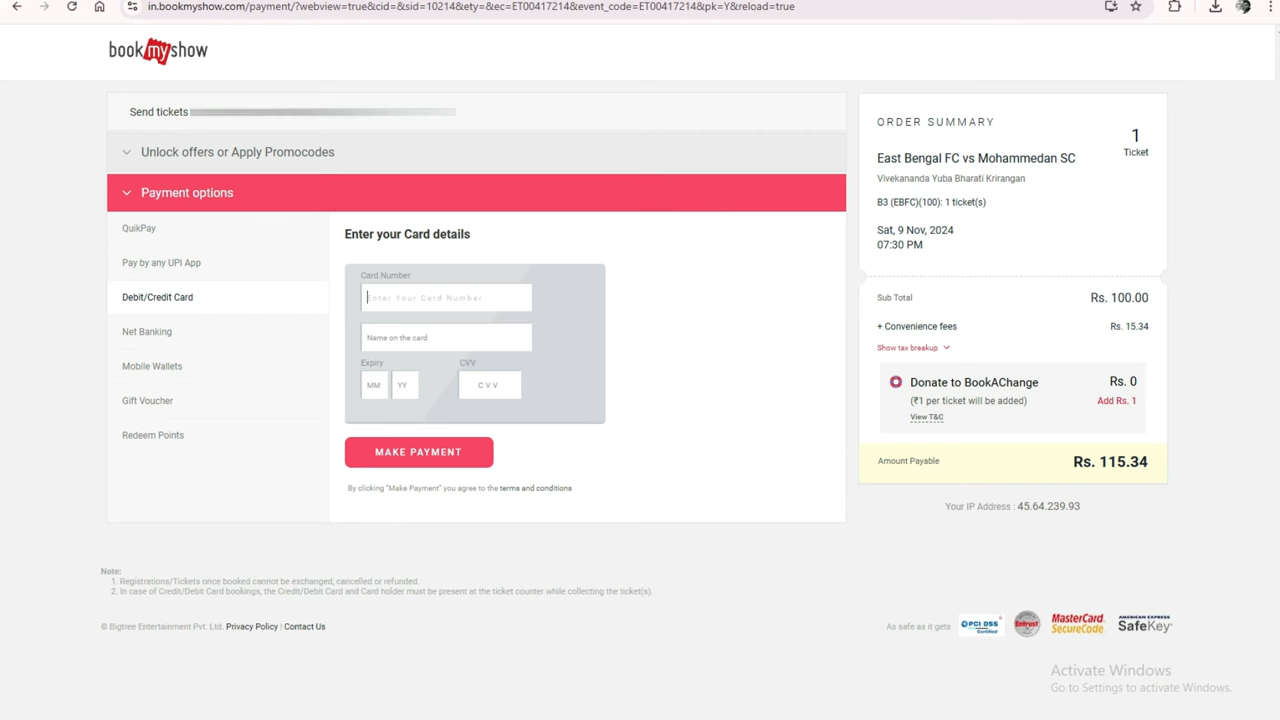 in.bookmyshow.com/payment/?webview=true&cid=&sid=10214&ety=&ec=ET00417214&event_code=ET00417214&pk=Y&reload=true
bookmyshow
Send tickets
Unlock offers or Apply Promocodes
Payment options
QuikPay
Pay by any UPI App
Debit/Credit Card
Net Banking
Mobile Wallets
Gift Voucher
Redeem Points
Enter your Card details
Card Number
Enter Your Card Number
Name on the card
Expiry CVV
MM YY CVV
MAKE PAYMENT
By clicking "Make Payment" you agree to the terms and conditions
ORDER SUMMARY
1
Ticket
East Bengal FC vs Mohammedan SC
Vivekananda Yuba Bharati Krirangan
B3 (EBFC)(100): 1 ticket(s)
Sat, 9 Nov, 2024
07:30 PM
Sub Total Rs. 100.00
+ Convenience fees Rs. 15.34
Show tax breakup
Donate to BookAChange Rs. 0
(₹1 per ticket will be added) Add Rs. 1
View T&C
Amount Payable Rs. 115.34
Your IP Address : 45.64.239.93
Note:
1. Registrations/Tickets once booked cannot be exchanged, cancelled or refunded.
2. In case of Credit/Debit Card bookings, the Credit/Debit Card and Card holder must be present at the ticket counter while collecting the ticket(s).
© Bigtree Entertainment Pvt. Ltd. Privacy Policy | Contact Us
As safe as it gets
PCI DSS
Certified
Entrust
MasterCard.
SecureCode.
AMERICAN EXPRESS
SafeKey
Activate Windows
Go to Settings to activate Windows.